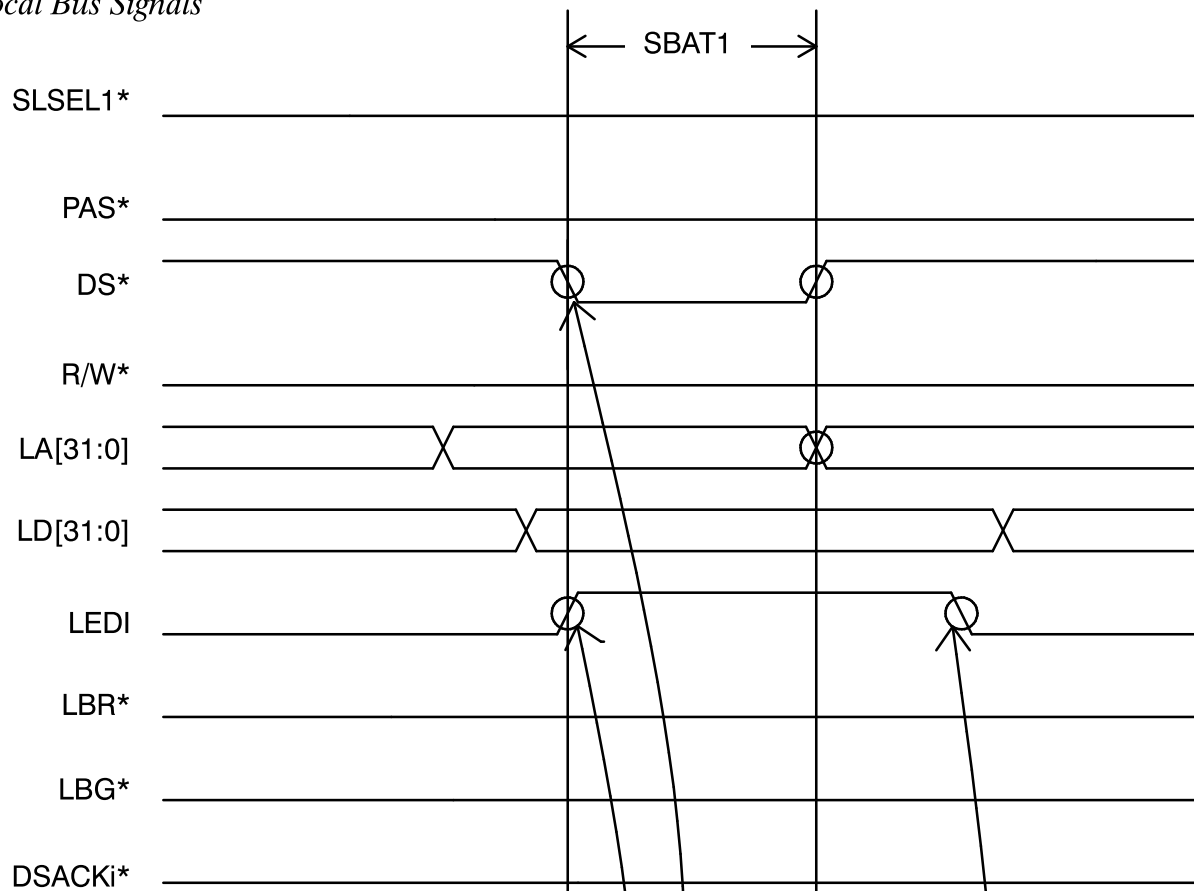 ocal Bus Signals
SBAT1
SLSEL1*
PAS*
DS*
R/W*
LA[31:0]
LD[31:0]
LEDI
LBR*
LBG*
DSACKi*